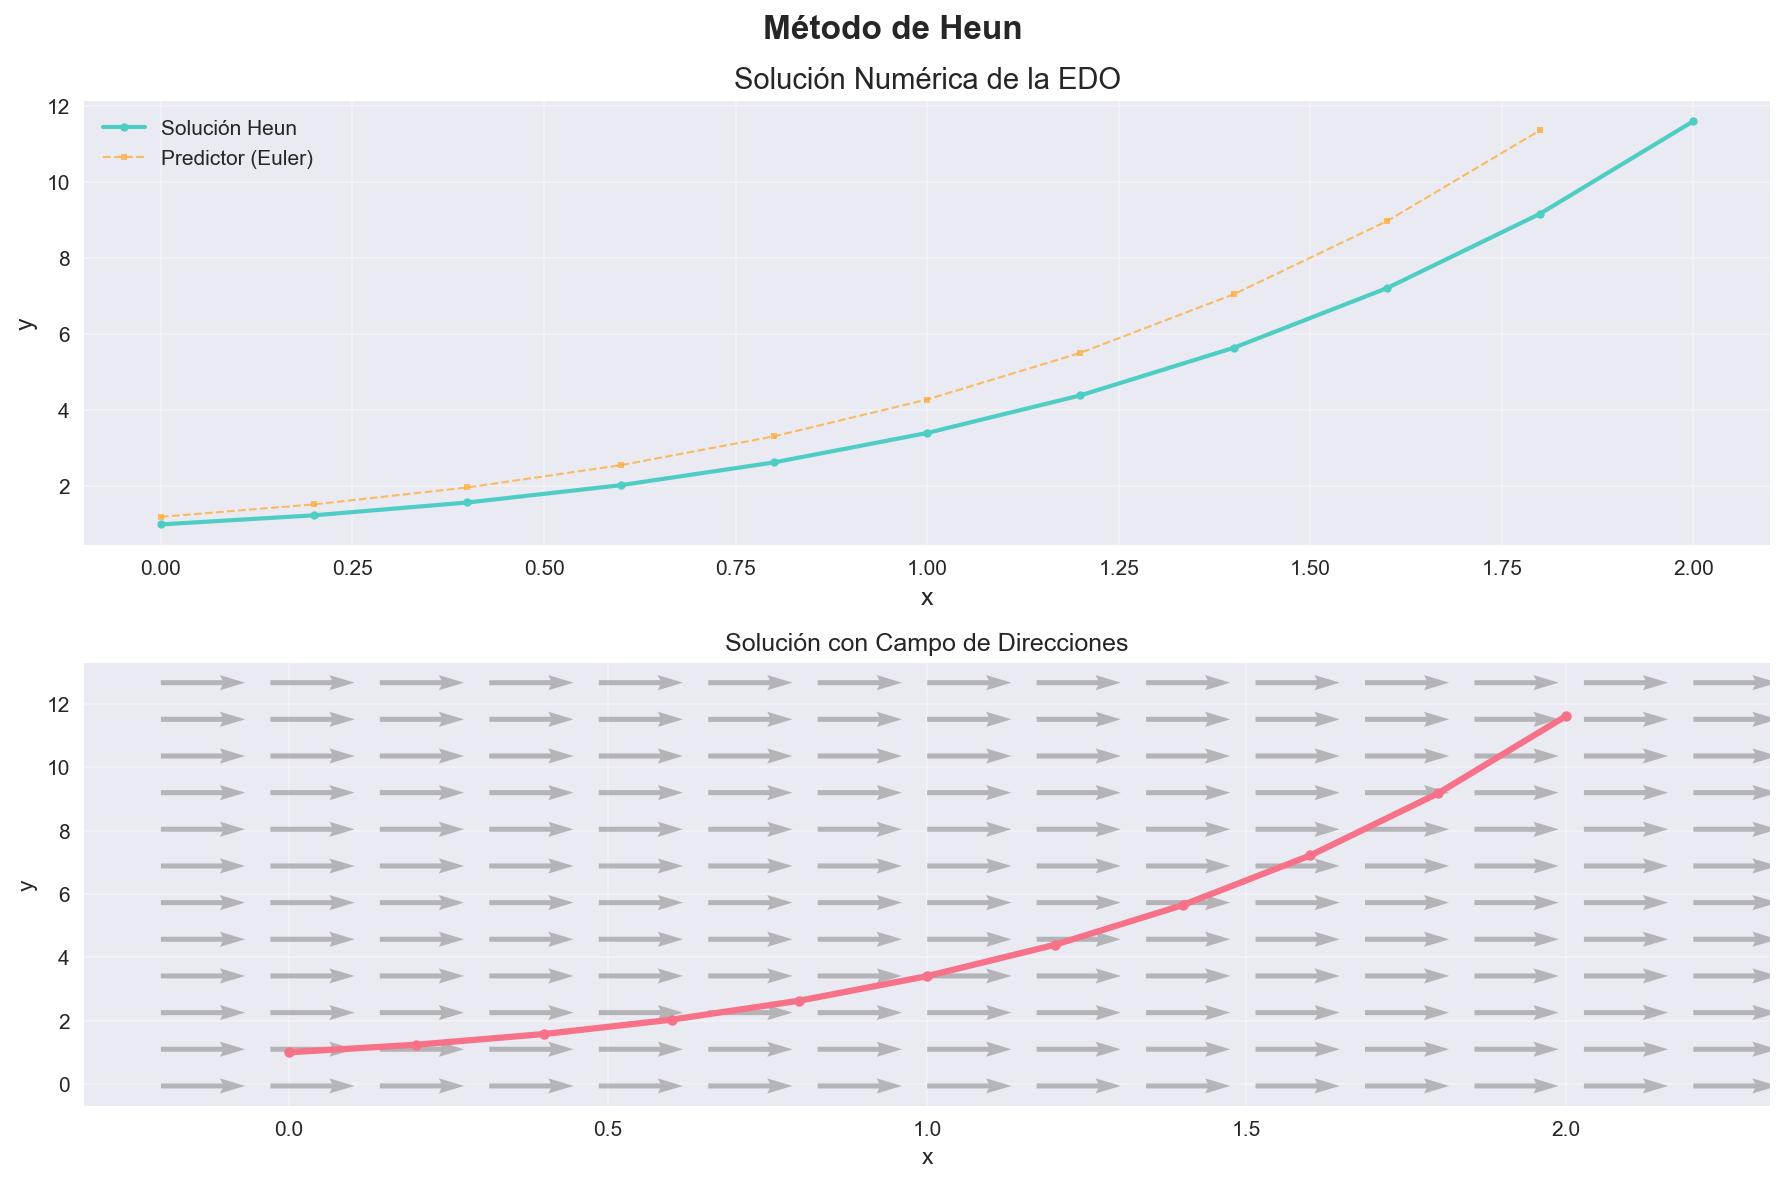 Método de Heun
Solución Numérica de la EDO
Solución Heun
Predictor (Euler)
12
10
8
6
4
2
y
0.00 0.25 0.50 0.75 1.00 1.25 1.50 1.75 2.00
x
Solución con Campo de Direcciones
12
10
8
6
4
2
0
y
0.0 0.5 1.0 1.5 2.0
x